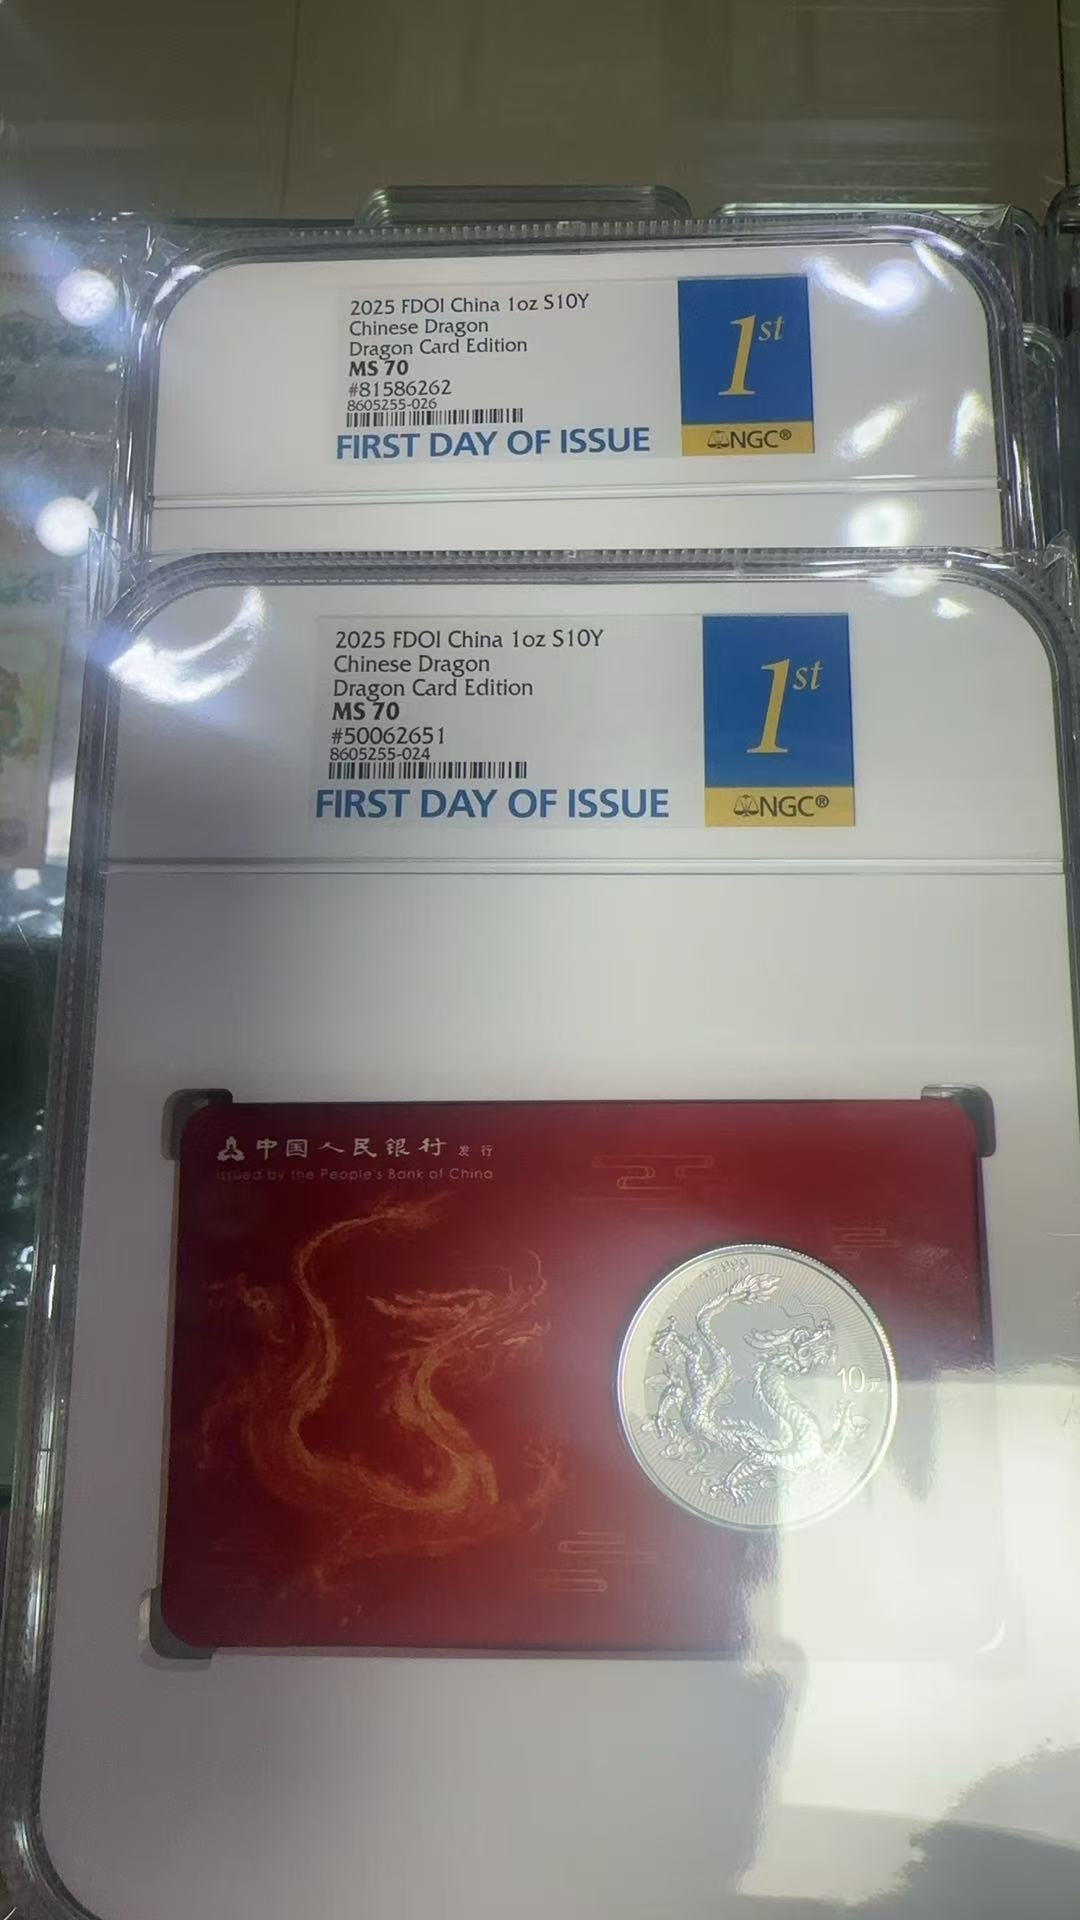 2025 FDOI China 1oz S10Y
Chinese Dragon
Dragon Card Edition
MS 70
#81586262
8605255-026
FIRST DAY OF ISSUE
1st
NGC®
2025 FDOI China 1oz S10Y
Chinese Dragon
Dragon Card Edition
MS 70
#50062651
8605255-024
FIRST DAY OF ISSUE
1st
NGC®
中国人民银行 发行
Issued by the People's Bank of China
10元